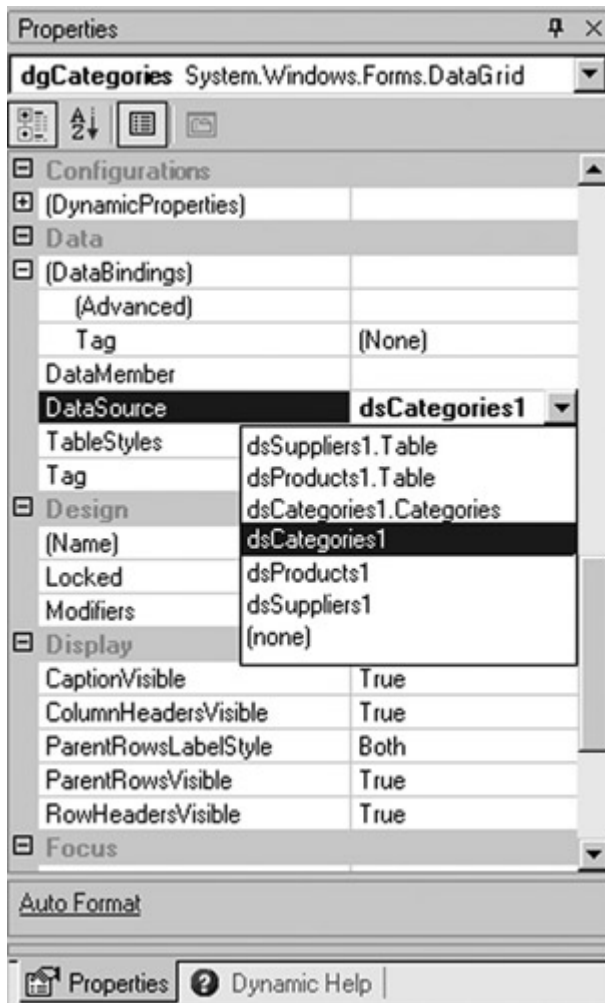 Properties
dgCategories System.Windows.Forms.DataGrid
Configurations
(DynamicProperties)
Data
(DataBindings)
(Advanced)
Tag (None)
DataMember
DataSource dsCategories1
TableStyles
Tag
dsSuppliers1.Table
dsProducts1.Table
dsCategories1.Categories
dsCategories1
dsProducts1
dsSuppliers1
(none)
Design
(Name)
Locked
Modifiers
Display
CaptionVisible True
ColumnHeadersVisible True
ParentRowsLabelStyle Both
ParentRowsVisible True
RowHeadersVisible True
Focus
Auto Format
Properties Dynamic Help